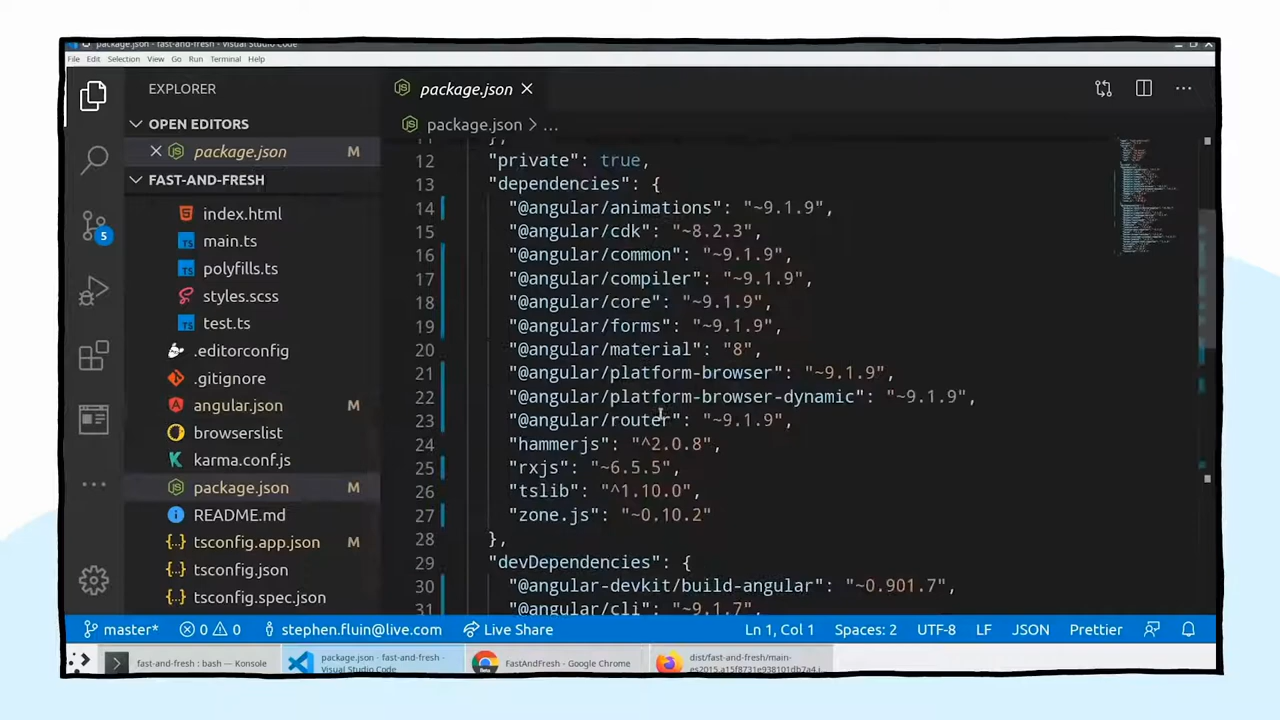 package.json - fast-and-fresh - Visual Studio Code
File Edit Selection View Go Run Terminal Help
EXPLORER
OPEN EDITORS
package.json M
FAST-AND-FRESH
index.html
main.ts
polyfills.ts
styles.scss
test.ts
.editorconfig
.gitignore
angular.json M
browserslist
karma.conf.js
package.json M
README.md
tsconfig.app.json M
tsconfig.json
tsconfig.spec.json
5
package.json
package.json > ...
11 },
12 "private": true,
13 "dependencies": {
14 "@angular/animations": "~9.1.9",
15 "@angular/cdk": "~8.2.3",
16 "@angular/common": "~9.1.9",
17 "@angular/compiler": "~9.1.9",
18 "@angular/core": "~9.1.9",
19 "@angular/forms": "~9.1.9",
20 "@angular/material": "8",
21 "@angular/platform-browser": "~9.1.9",
22 "@angular/platform-browser-dynamic": "~9.1.9",
23 "@angular/router": "~9.1.9",
24 "hammerjs": "^2.0.8",
25 "rxjs": "~6.5.5",
26 "tslib": "^1.10.0",
27 "zone.js": "~0.10.2"
28 },
29 "devDependencies": {
30 "@angular-devkit/build-angular": "~0.901.7",
31 "@angular/cli": "~9.1.7",
master* 0 0 stephen.fluin@live.com Live Share Ln 1, Col 1 Spaces: 2 UTF-8 LF JSON Prettier
fast-and-fresh : bash — Konsole
package.json - fast-and-fresh - Visual Studio Code
FastAndFresh - Google Chrome
dist/fast-and-fresh/main-